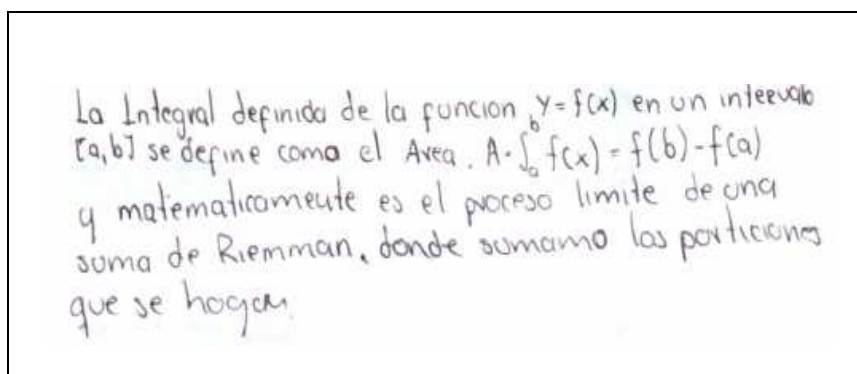 La Integral definida de la funcion y=f(x) en un intervalo
[a,b] se define como el Area. A=∫ₐᵇ f(x) = f(b)-f(a)
y matematicamente es el proceso limite de una
suma de Riemman, donde sumamo las particiones
que se hagan.